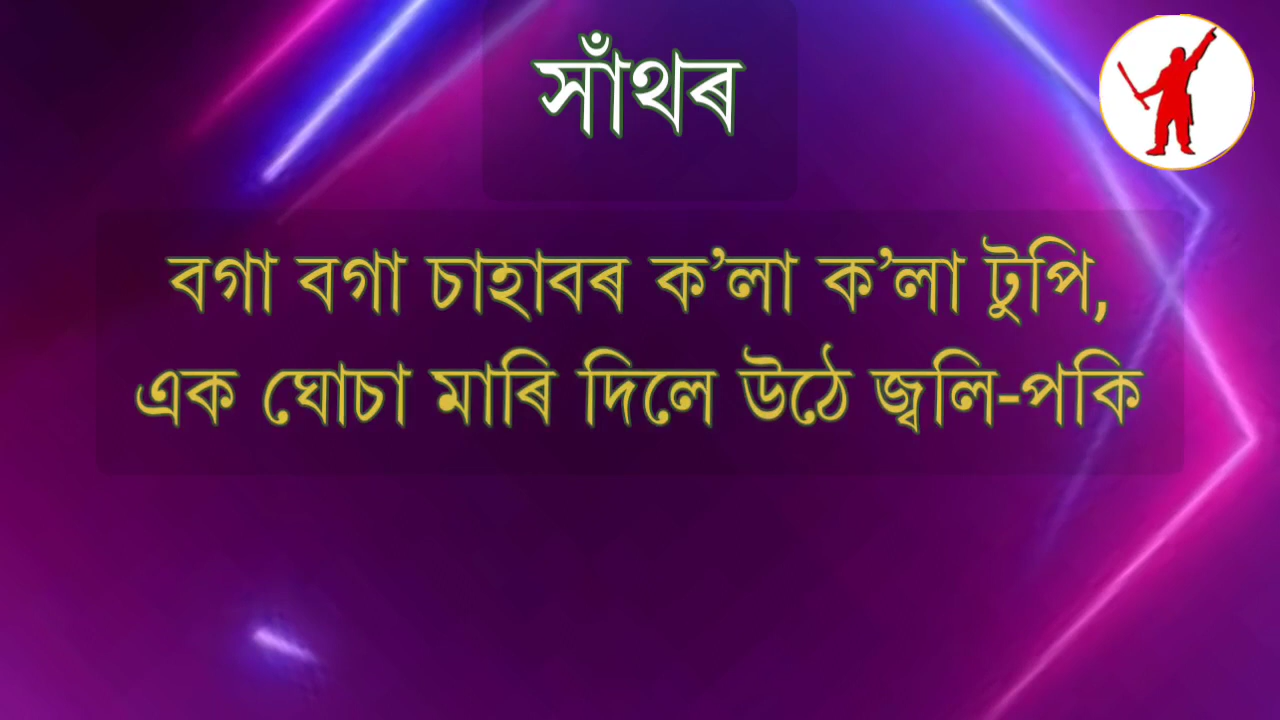 সাঁথৰ
বগা বগা চাহাবৰ ক’লা ক’লা টুপি,
এক ঘোচা মাৰি দিলে উঠে জ্বলি-পকি